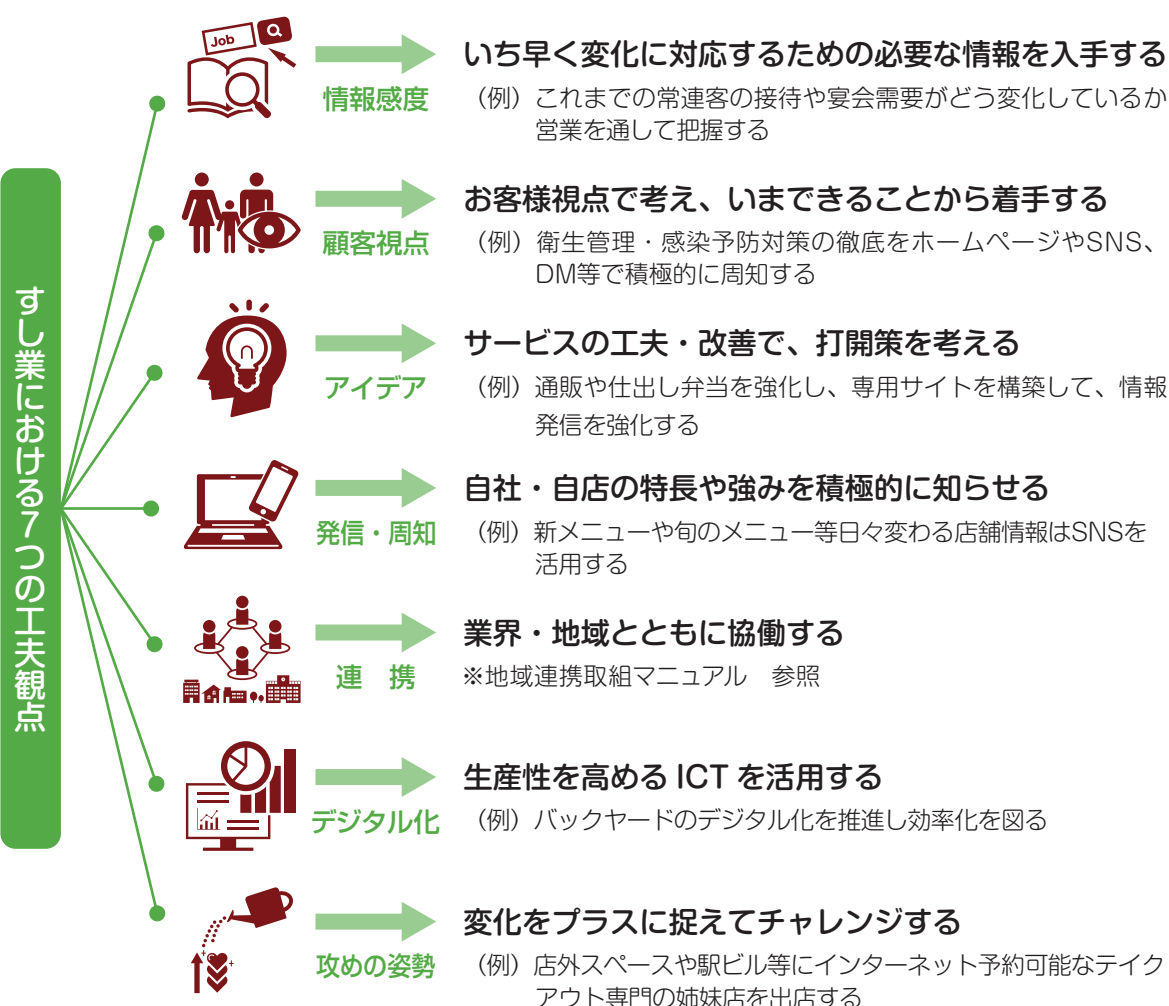 すし業における7つの工夫観点
Job
情報感度
いち早く変化に対応するための必要な情報を入手する
（例）これまでの常連客の接待や宴会需要がどう変化しているか
営業を通して把握する
顧客視点
お客様視点で考え、いまできることから着手する
（例）衛生管理・感染予防対策の徹底をホームページやSNS、
DM等で積極的に周知する
アイデア
サービスの工夫・改善で、打開策を考える
（例）通販や仕出し弁当を強化し、専用サイトを構築して、情報
発信を強化する
発信・周知
自社・自店の特長や強みを積極的に知らせる
（例）新メニューや旬のメニュー等日々変わる店舗情報はSNSを
活用する
連　携
業界・地域とともに協働する
※地域連携取組マニュアル　参照
デジタル化
生産性を高める ICT を活用する
（例）バックヤードのデジタル化を推進し効率化を図る
攻めの姿勢
変化をプラスに捉えてチャレンジする
（例）店外スペースや駅ビル等にインターネット予約可能なテイク
アウト専門の姉妹店を出店する